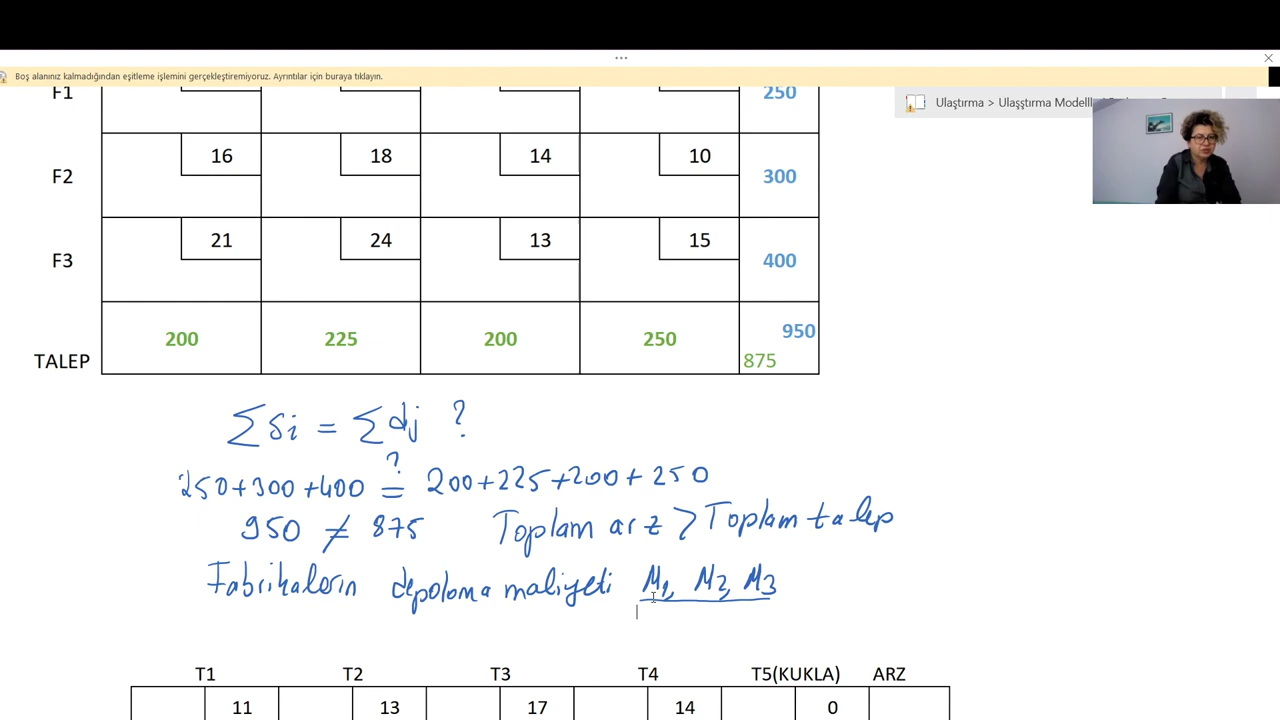 Boş alanınız kalmadığından eşitleme işlemini gerçekleştiremiyoruz. Ayrıntılar için buraya tıklayın.
Ulaştırma > Ulaşştırma Modelll
F1 250
16 18 14 10
F2 300
21 24 13 15
F3 400
200 225 200 250 950
TALEP 875
∑si = ∑dj ?
250+300+400 ≟ 200+225+200+250
950 ≠ 875 Toplam arz > Toplam talep
Fabrikaların depolama maliyeti M1, M2, M3
T1 T2 T3 T4 T5(KUKLA) ARZ
11 13 17 14 0